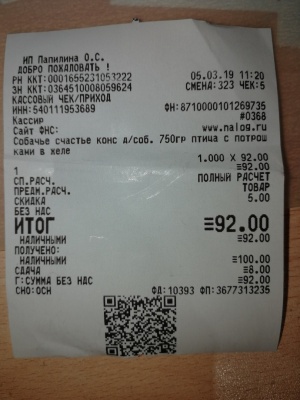 ИП Папилина О.С.
ДОБРО ПОЖАЛОВАТЬ !
РН ККТ:0001655231053222 05.03.19 11:20
ЗН ККТ:0364510008059624 СМЕНА:323 ЧЕК:5
КАССОВЫЙ ЧЕК/ПРИХОД
ИНН:540111953689 ФН:8710000101269735
Кассир #0368
Сайт ФНС: www.nalog.ru
Собачье счастье конс д/соб. 750гр птица с потрош
ками в желе
1.000 X 92.00
≡92.00
1
СП.РАСЧ. ПОЛНЫЙ РАСЧЕТ
ПРЕДМ.РАСЧ. ТОВАР
СКИДКА 5.00
БЕЗ НДС
ИТОГ ≡92.00
НАЛИЧНЫМИ ≡92.00
ПОЛУЧЕНО:
НАЛИЧНЫМИ ≡100.00
СДАЧА ≡8.00
Г:СУММА БЕЗ НДС ≡92.00
СНО:ОСН ФД:10393 ФП:3677313235